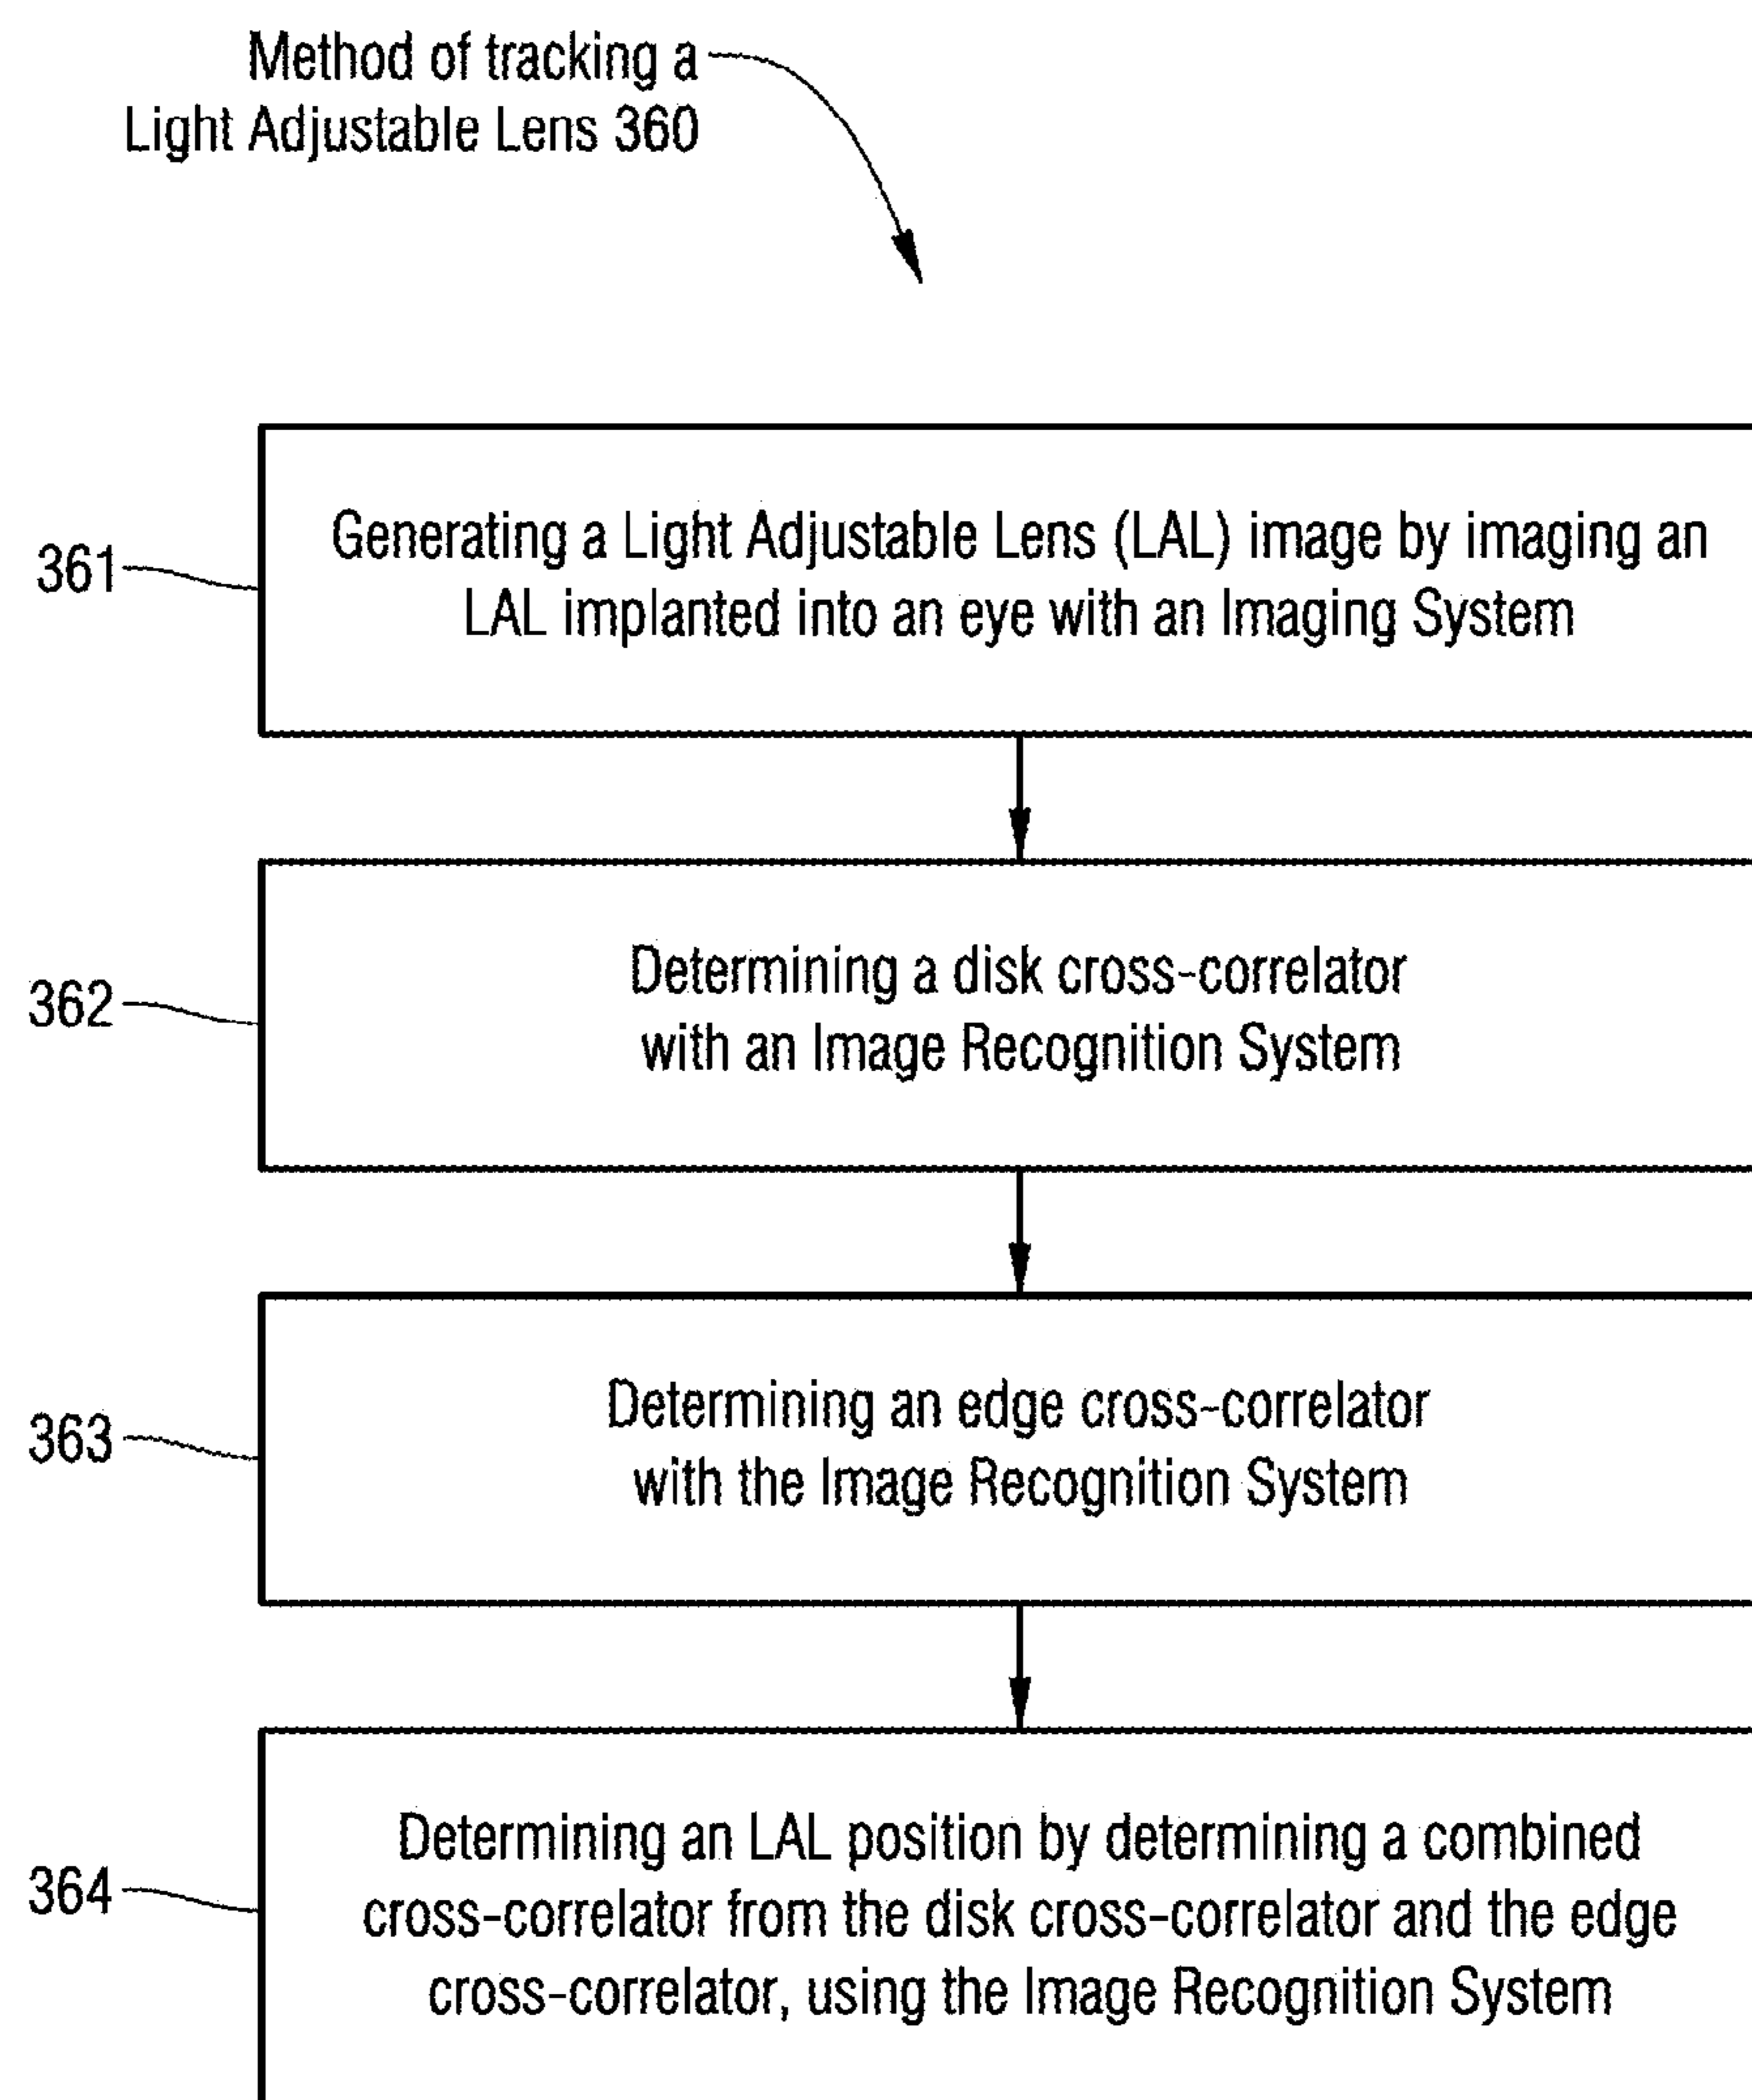 Method of tracking a
Light Adjustable Lens 360
361
Generating a Light Adjustable Lens (LAL) image by imaging an
LAL implanted into an eye with an Imaging System
362
Determining a disk cross-correlator
with an Image Recognition System
363
Determining an edge cross-correlator
with the Image Recognition System
364
Determining an LAL position by determining a combined
cross-correlator from the disk cross-correlator and the edge
cross-correlator, using the Image Recognition System